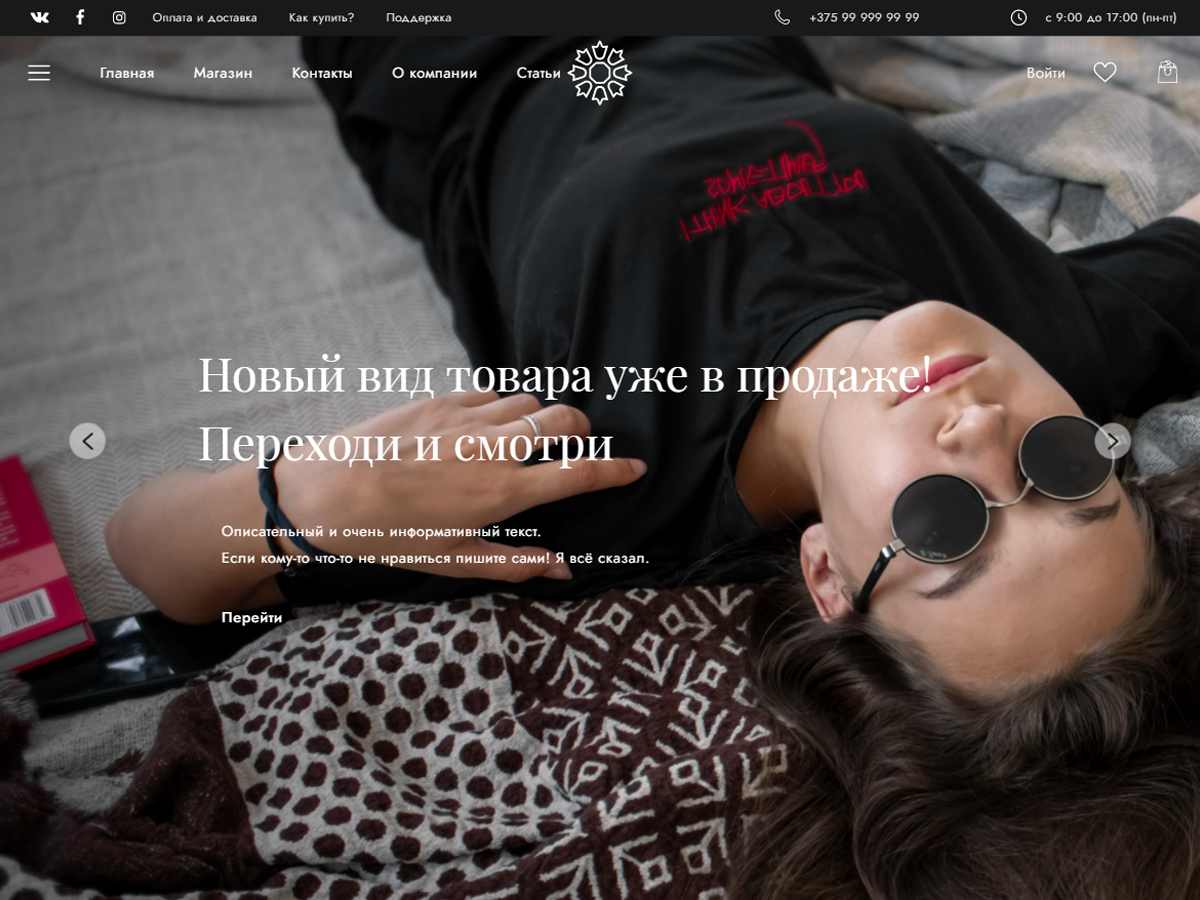 Оплата и доставка
Как купить?
Поддержка
+375 99 999 99 99
с 9:00 до 17:00 (пн-пт)
Главная
Магазин
Контакты
О компании
Статьи
Войти
Новый вид товара уже в продаже!
Переходи и смотри
Описательный и очень информативный текст.
Если кому-то что-то не нравиться пишите сами! Я всё сказал.
Перейти